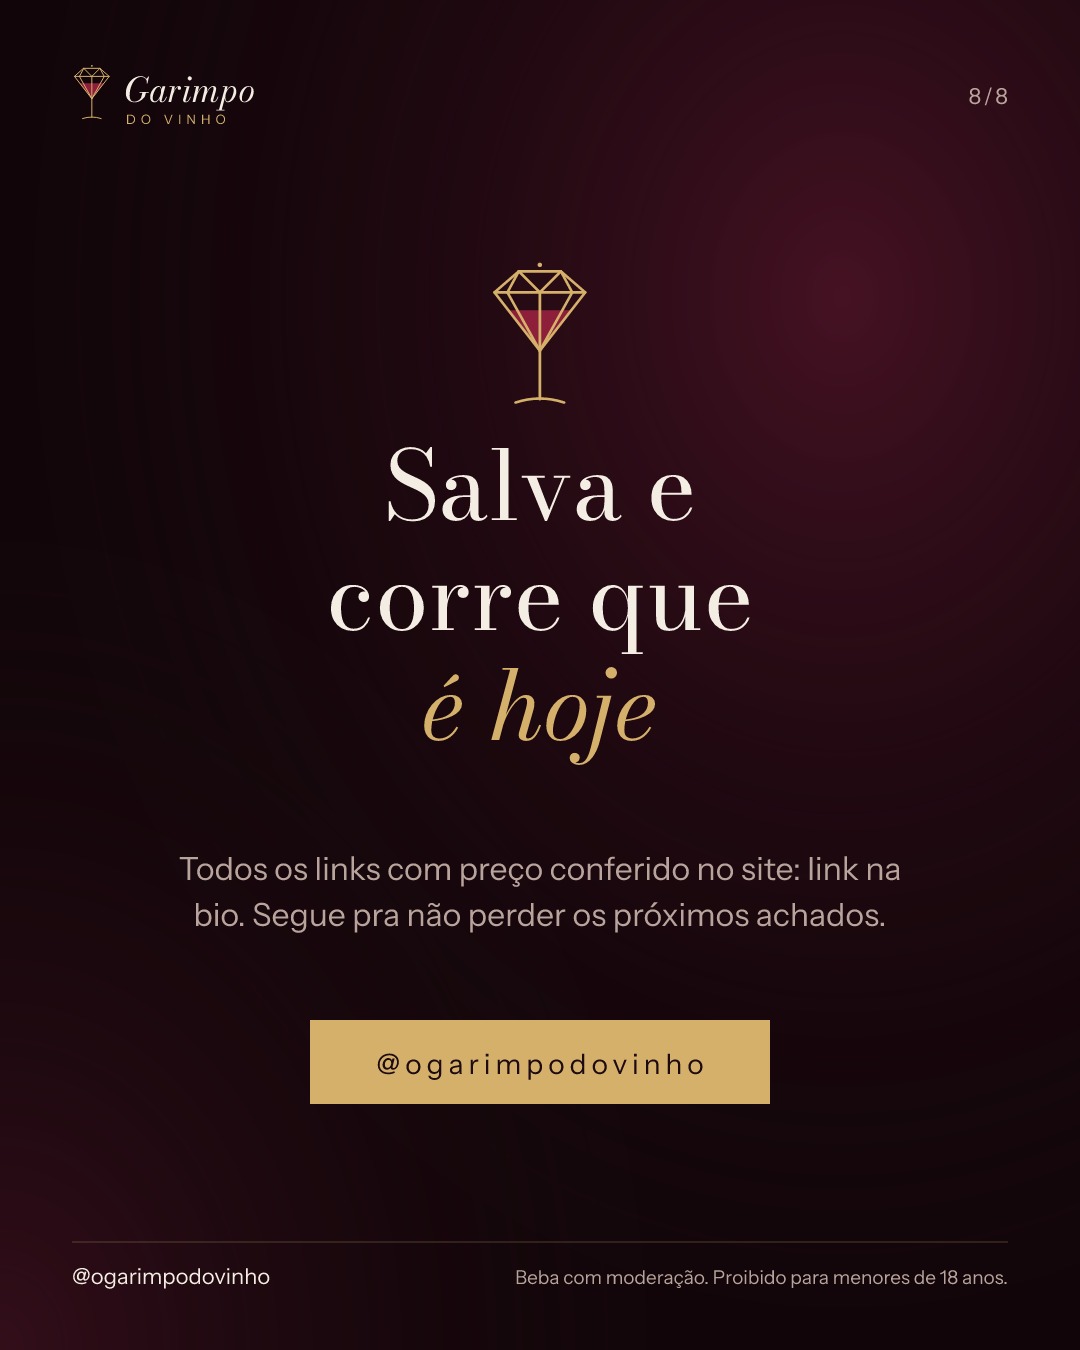 Garimpo
DO VINHO
8/8
Salva e
corre que
é hoje
Todos os links com preço conferido no site: link na
bio. Segue pra não perder os próximos achados.
@ogarimpodovinho
@ogarimpodovinho
Beba com moderação. Proibido para menores de 18 anos.